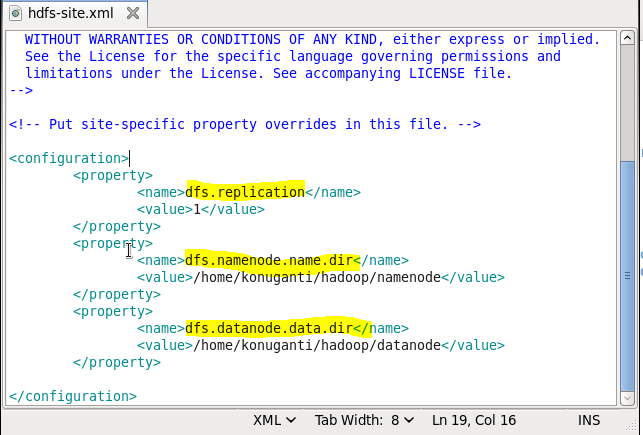 hdfs-site.xml
WITHOUT WARRANTIES OR CONDITIONS OF ANY KIND, either express or implied.
See the License for the specific language governing permissions and
limitations under the License. See accompanying LICENSE file.
-->
<!-- Put site-specific property overrides in this file. -->
<configuration>
<property>
<name>dfs.replication</name>
<value>1</value>
</property>
<property>
<name>dfs.namenode.name.dir</name>
<value>/home/konuganti/hadoop/namenode</value>
</property>
<property>
<name>dfs.datanode.data.dir</name>
<value>/home/konuganti/hadoop/datanode</value>
</property>
</configuration>
XML Tab Width: 8 Ln 19, Col 16 INS